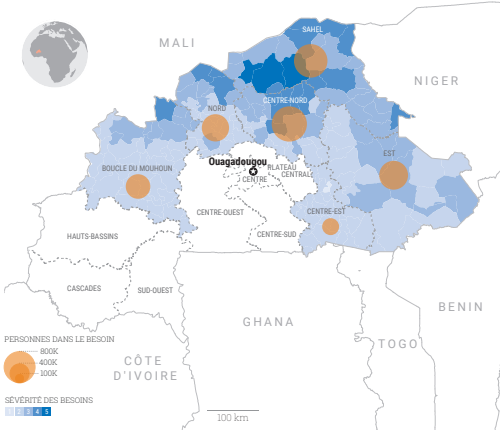 MALI
SAHEL
NIGER
CENTRE-NORD
NORD
EST
Ouagadougou
PLATEAU
CENTRAL
BOUCLE DU MOUHOUN
CENTRE
CENTRE-OUEST
CENTRE-EST
HAUTS-BASSINS
CENTRE-SUD
CASCADES
SUD-OUEST
BENIN
GHANA
TOGO
CÔTE
D'IVOIRE
PERSONNES DANS LE BESOIN
800K
400K
100K
SÉVÉRITÉ DES BESOINS
1 2 3 4 5
100 km